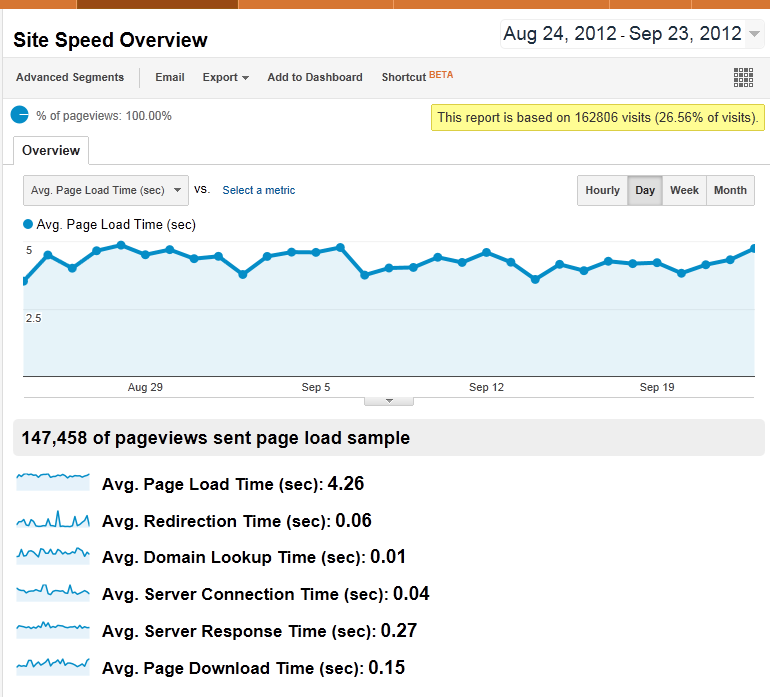 Site Speed Overview
Aug 24, 2012 - Sep 23, 2012
Advanced Segments Email Export Add to Dashboard Shortcut BETA
% of pageviews: 100.00%
This report is based on 162806 visits (26.56% of visits).
Overview
Avg. Page Load Time (sec) vs. Select a metric
Hourly Day Week Month
Avg. Page Load Time (sec)
5
2.5
Aug 29 Sep 5 Sep 12 Sep 19
147,458 of pageviews sent page load sample
Avg. Page Load Time (sec): 4.26
Avg. Redirection Time (sec): 0.06
Avg. Domain Lookup Time (sec): 0.01
Avg. Server Connection Time (sec): 0.04
Avg. Server Response Time (sec): 0.27
Avg. Page Download Time (sec): 0.15